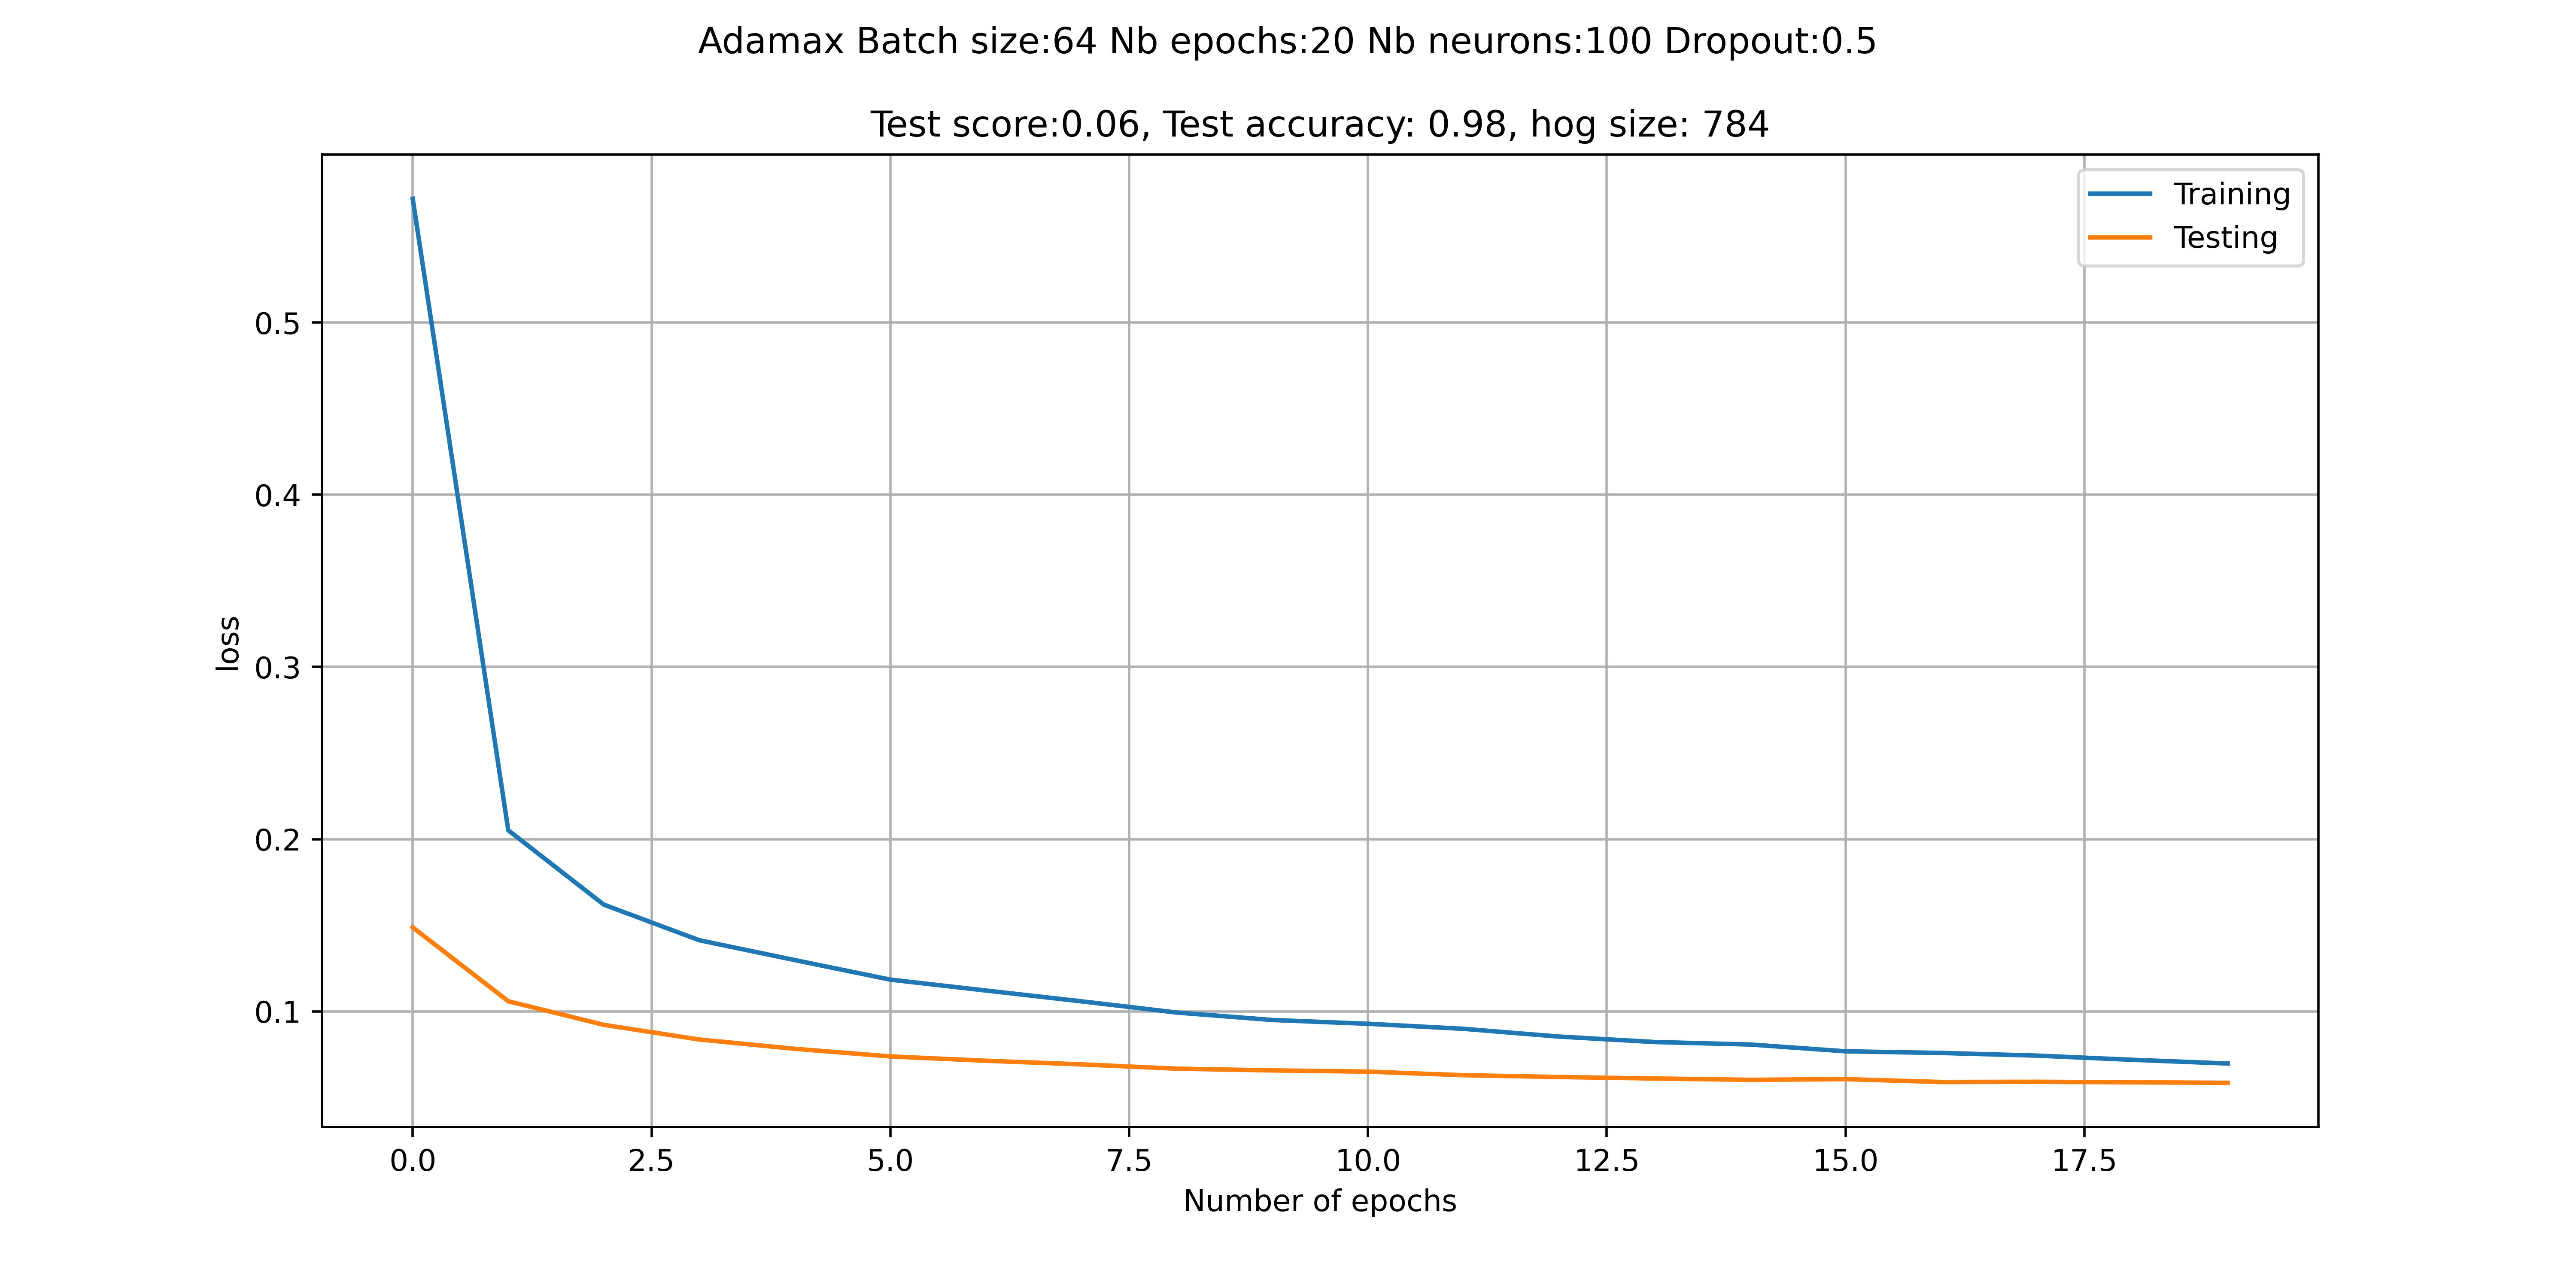 Adamax Batch size:64 Nb epochs:20 Nb neurons:100 Dropout:0.5
Test score:0.06, Test accuracy: 0.98, hog size: 784
Training
Testing
0.5
0.4
0.3
0.2
0.1
loss
0.0 2.5 5.0 7.5 10.0 12.5 15.0 17.5
Number of epochs